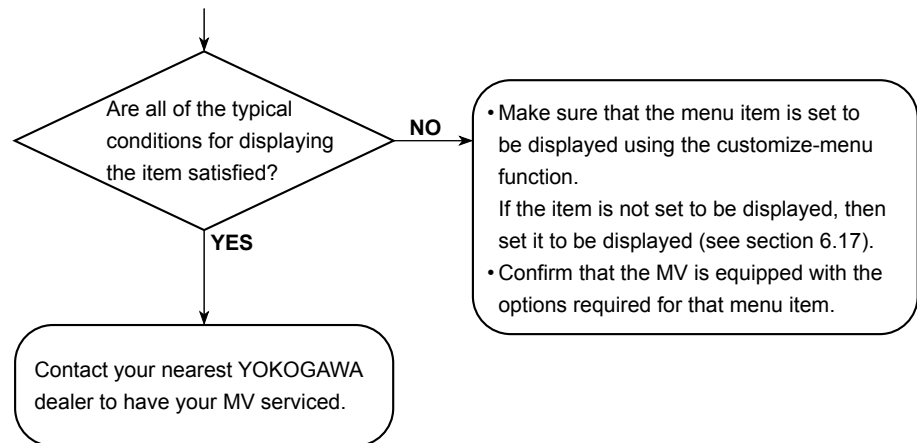 Are all of the typical
conditions for displaying
the item satisfied?
NO
• Make sure that the menu item is set to
be displayed using the customize-menu
function.
If the item is not set to be displayed, then
set it to be displayed (see section 6.17).
• Confirm that the MV is equipped with the
options required for that menu item.
YES
Contact your nearest YOKOGAWA
dealer to have your MV serviced.